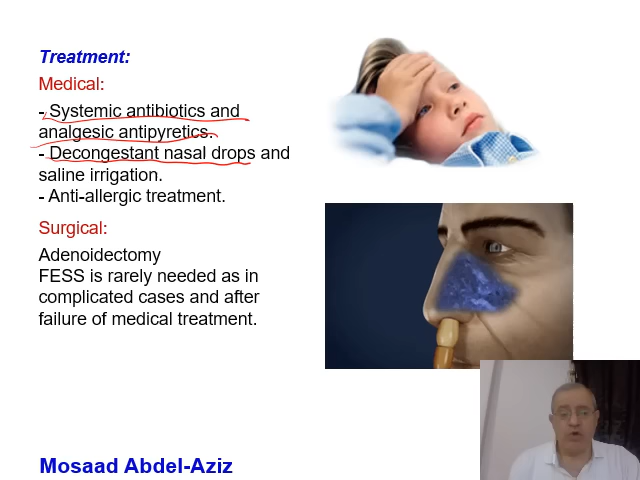 Treatment:
Medical:
- Systemic antibiotics and
analgesic antipyretics.
- Decongestant nasal drops and
saline irrigation.
- Anti-allergic treatment.
Surgical:
Adenoidectomy
FESS is rarely needed as in
complicated cases and after
failure of medical treatment.
Mosaad Abdel-Aziz